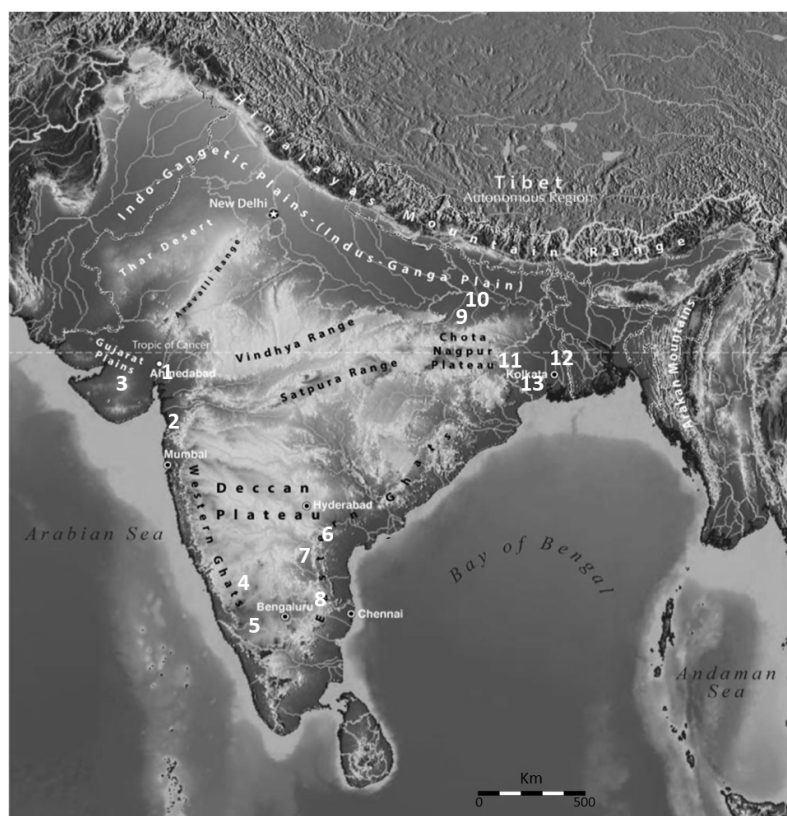 Himalayas Mountain Range
Tibet
Autonomous Region
Indo-Gangetic Plains-(Indus-Ganga Plain)
New Delhi
Thar Desert
Aravalli Range
10
9
Tropic of Cancer
Vindhya Range
Chota
Nagpur
Plateau
Gujarat
Plains
1
Ahmedabad
3
Satpura Range
11
12
Kolkata
13
Arakan Mountains
2
Mumbai
Western Ghats
Deccan
Plateau
Hyderabad
Eastern Ghats
6
7
Arabian Sea
Bay of Bengal
4
8
Bengaluru
Chennai
5
Andaman
Sea
Km
0
500